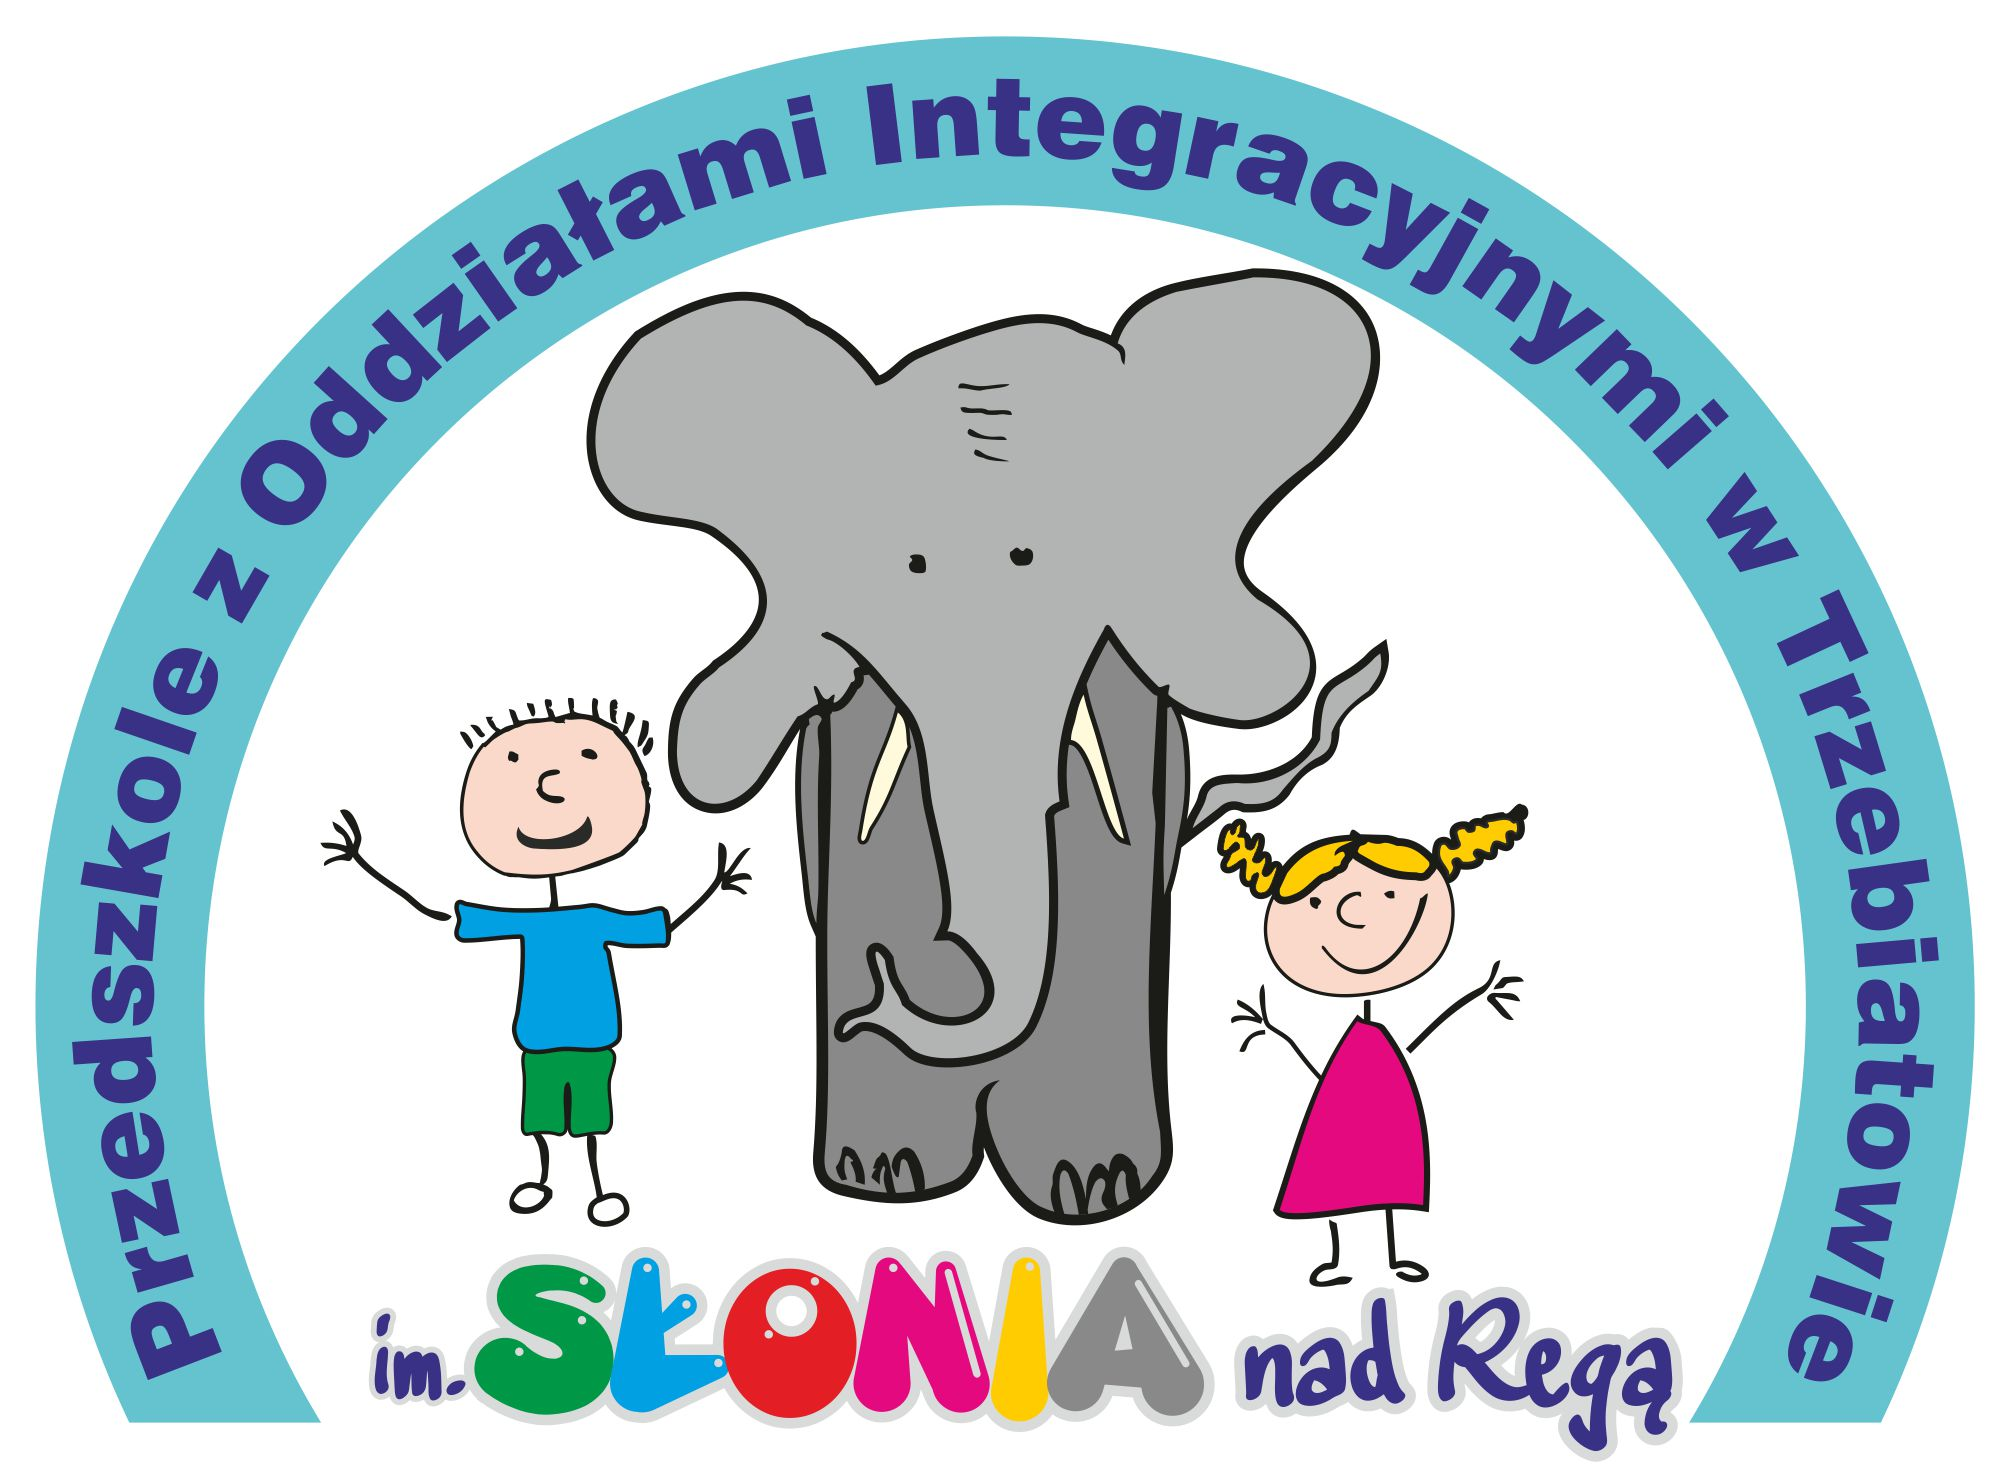 Przedszkole z Oddziałami Integracyjnymi w Trzebiatowie
im. SŁONIA nad Regą